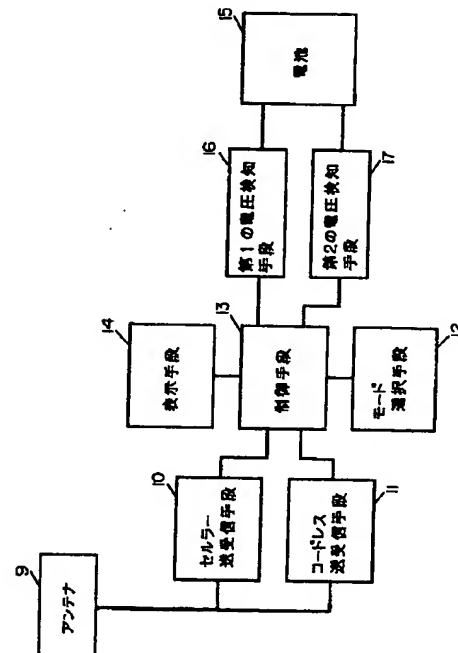 9
アンテナ
10
セルラー
送受信手段
11
コードレス
送受信手段
14
表示手段
13
制御手段
12
モード
選択手段
16
第1の電圧検知
手段
17
第2の電圧検知
手段
15
電池